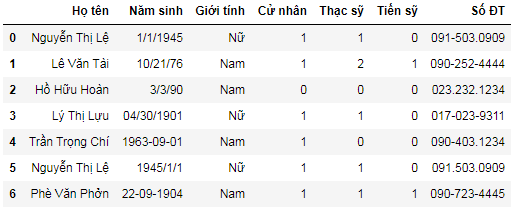 Họ tên Năm sinh Giới tính Cử nhân Thạc sỹ Tiến sỹ Số ĐT
0 Nguyễn Thị Lệ 1/1/1945 Nữ 1 1 0 091-503.0909
1 Lê Văn Tài 10/21/76 Nam 1 2 1 090-252-4444
2 Hồ Hữu Hoản 3/3/90 Nam 0 0 0 023.232.1234
3 Lý Thị Lựu 04/30/1901 Nữ 1 1 0 017-023-9311
4 Trần Trọng Chí 1963-09-01 Nam 1 0 0 090-403.1234
5 Nguyễn Thị Lệ 1945/1/1 Nữ 1 1 0 091.503.0909
6 Phè Văn Phởn 22-09-1904 Nam 1 1 1 090-723-4445